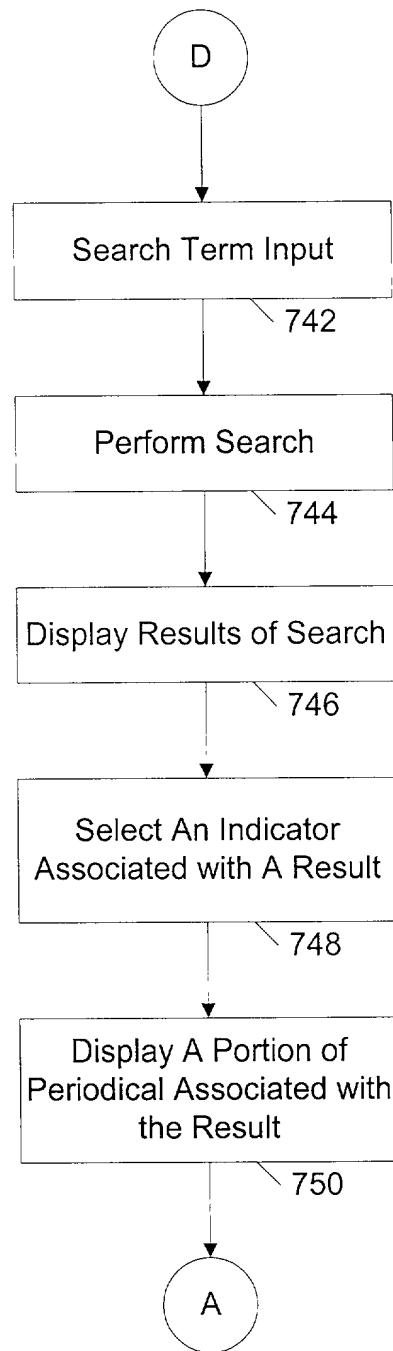 D
Search Term Input
742
Perform Search
744
Display Results of Search
746
Select An Indicator
Associated with A Result
748
Display A Portion of
Periodical Associated with
the Result
750
A